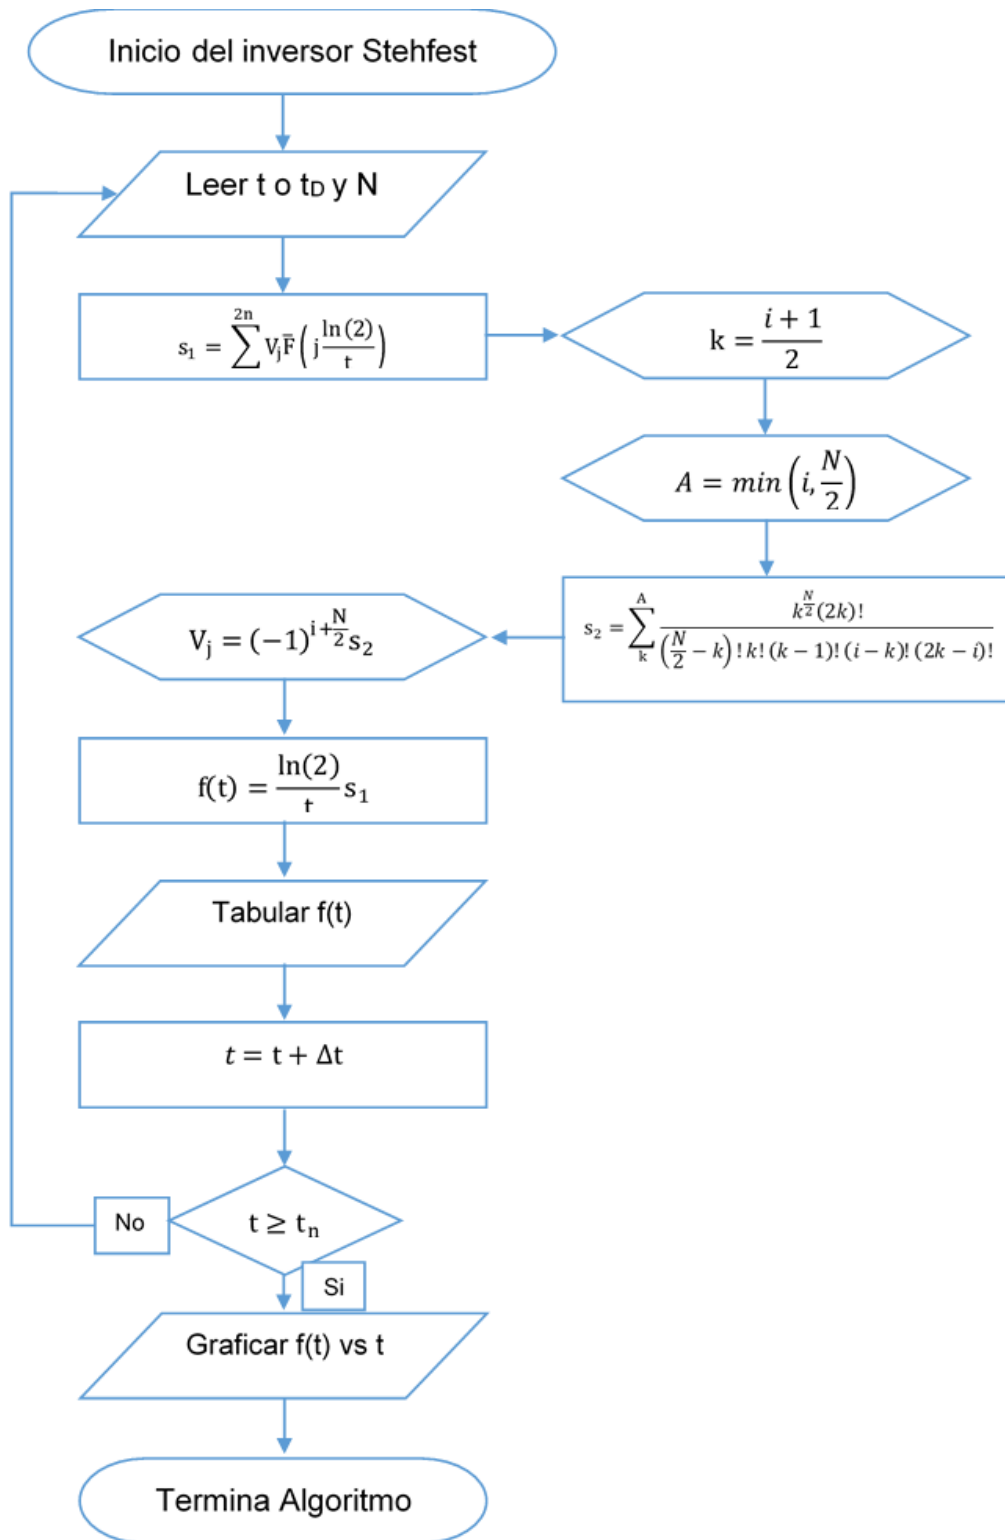 Inicio del inversor Stehfest
Leer t o tD y N
s₁ = ∑^{2n} VⱼF̄(j ln(2)/t)
k = (i + 1)/2
A = min(i, N/2)
s₂ = ∑_k^A k^{N/2}(2k)! / ((N/2 − k)! k! (k − 1)! (i − k)! (2k − i)!)
Vⱼ = (−1)^{i+N/2} s₂
f(t) = ln(2)/t s₁
Tabular f(t)
t = t + Δt
No
t ≥ tₙ
Si
Graficar f(t) vs t
Termina Algoritmo